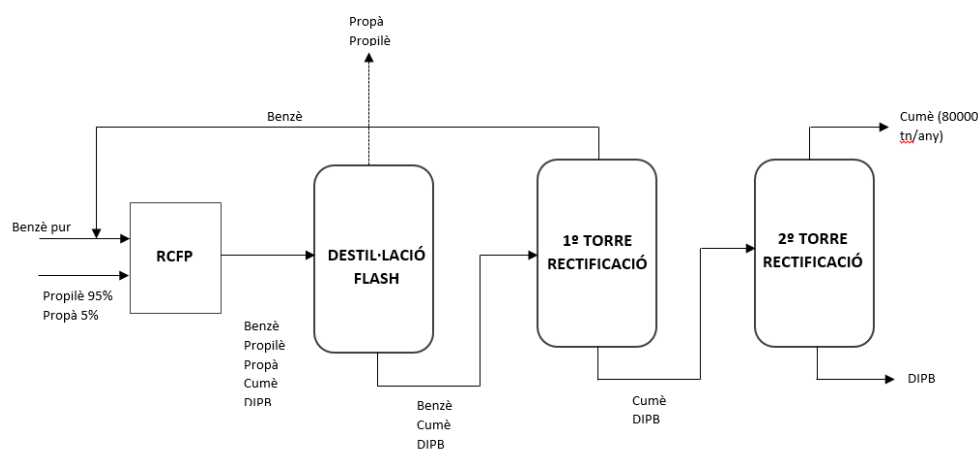 Propà
Propilè
Benzè
Cumè (80000
tn/any)
Benzè pur
RCFP
DESTIL·LACIÓ
FLASH
1º TORRE
RECTIFICACIÓ
2º TORRE
RECTIFICACIÓ
Propilè 95%
Propà 5%
Benzè
Propilè
Propà
Cumè
DIPB
Benzè
Cumè
DIPB
Cumè
DIPB
DIPB